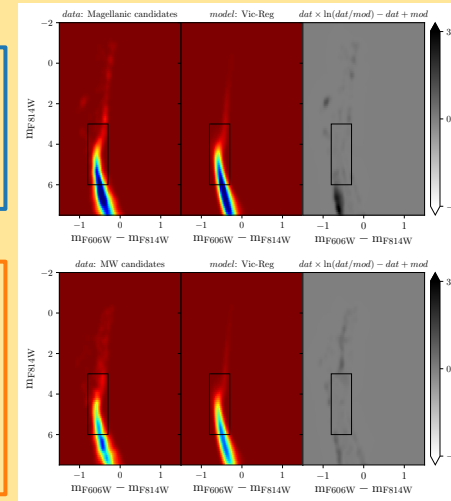 data: Magellanic candidates
model: Vic-Reg
dat × ln(dat/mod) − dat + mod
−2
0
2
4
6
mF814W
−1 0 1
−1 0 1
−1 0 1
mF606W − mF814W
mF606W − mF814W
mF606W − mF814W
3
0
data: MW candidates
model: Vic-Reg
dat × ln(dat/mod) − dat + mod
−2
0
2
4
6
mF814W
−1 0 1
−1 0 1
−1 0 1
mF606W − mF814W
mF606W − mF814W
mF606W − mF814W
3
0